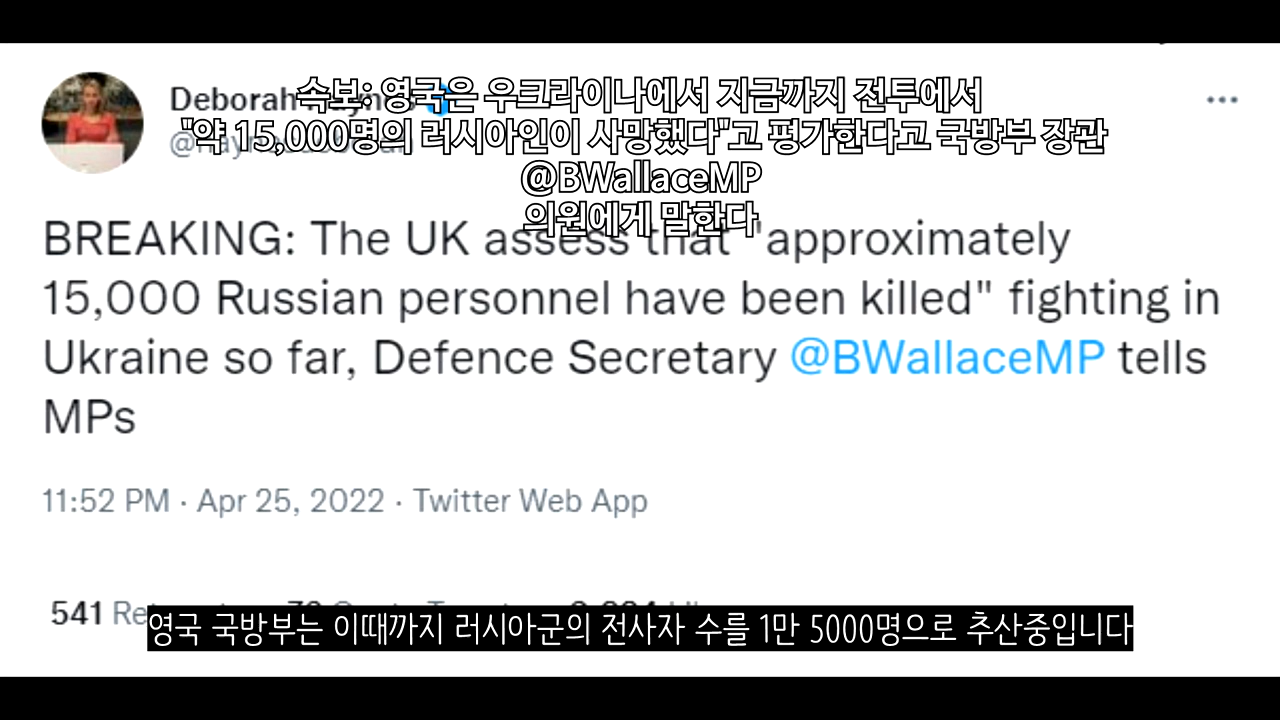 Deborah
속보: 영국은 우크라이나에서 지금까지 전투에서
"약 15,000명의 러시아인이 사망했다"고 평가한다고 국방부 장관
@BWallaceMP
의원에게 말한다
BREAKING: The UK assess that "approximately
15,000 Russian personnel have been killed" fighting in
Ukraine so far, Defence Secretary @BWallaceMP tells
MPs
11:52 PM · Apr 25, 2022 · Twitter Web App
541
영국 국방부는 이때까지 러시아군의 전사자 수를 1만 5000명으로 추산중입니다